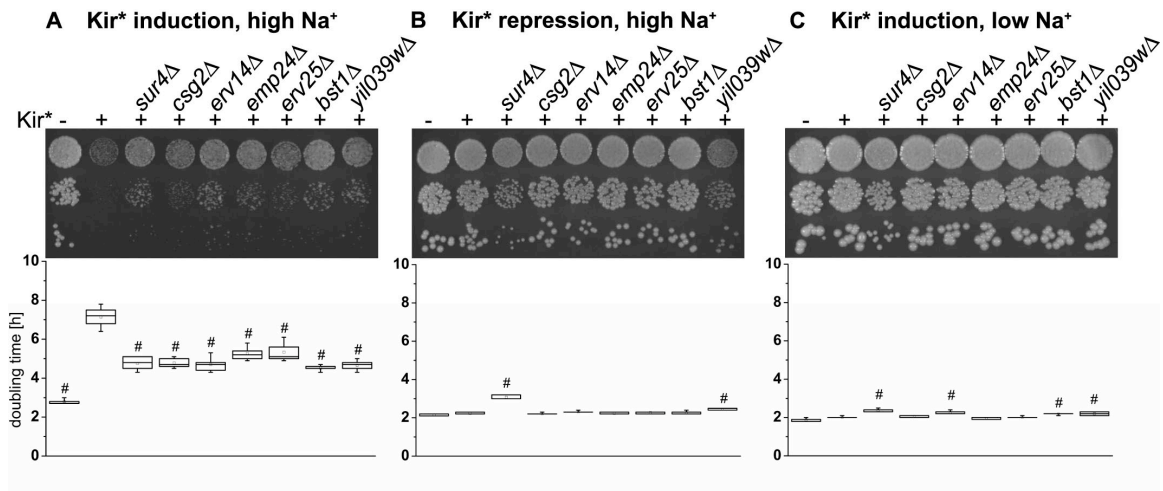 A Kir* induction, high Na⁺
B Kir* repression, high Na⁺
C Kir* induction, low Na⁺
sur4Δ csg2Δ erv14Δ emp24Δ erv25Δ bst1Δ yil039wΔ
sur4Δ csg2Δ erv14Δ emp24Δ erv25Δ bst1Δ yil039wΔ
sur4Δ csg2Δ erv14Δ emp24Δ erv25Δ bst1Δ yil039wΔ
Kir* - + + + + + + + +
- + + + + + + + +
- + + + + + + + +
doubling time [h]
10
8
6
4
2
0
# # # # # # # #
10
8
6
4
2
0
# #
10
8
6
4
2
0
# # # #